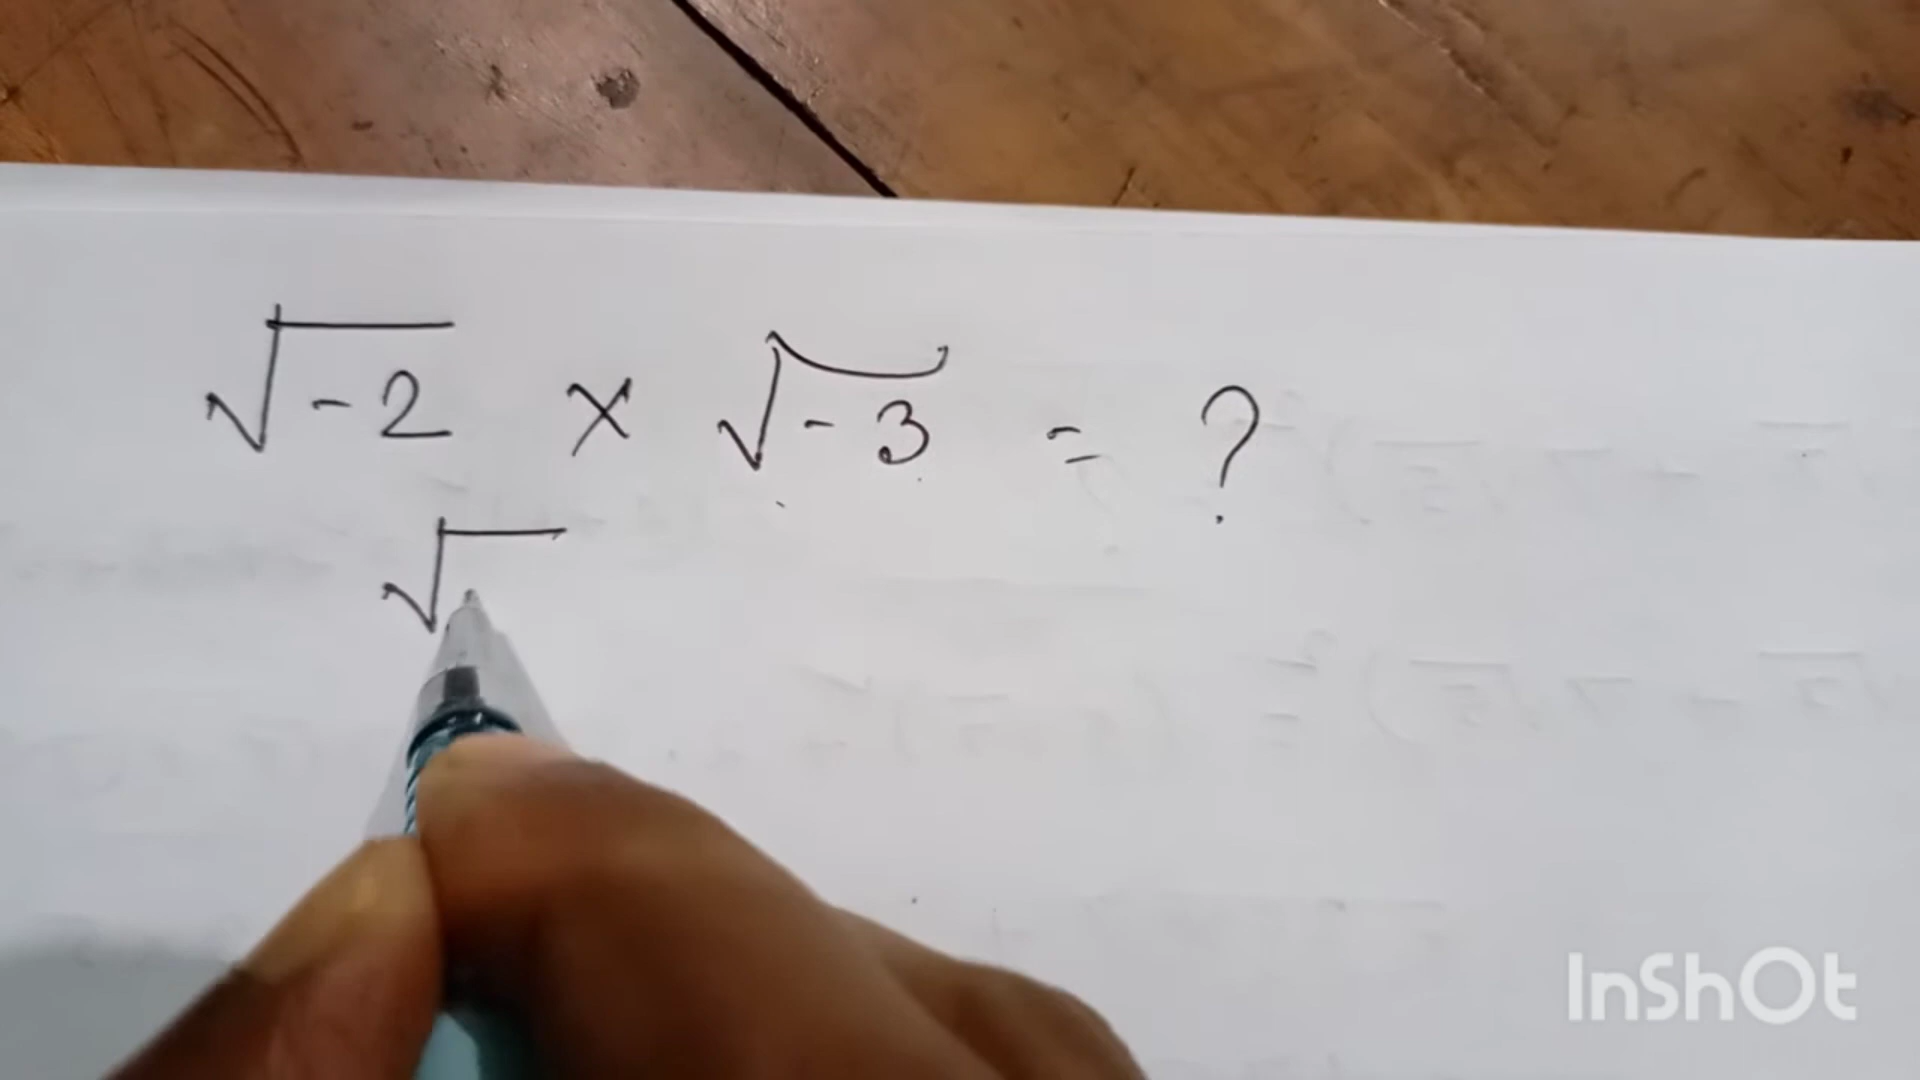 √-2 × √-3 = ?
√
InShOt